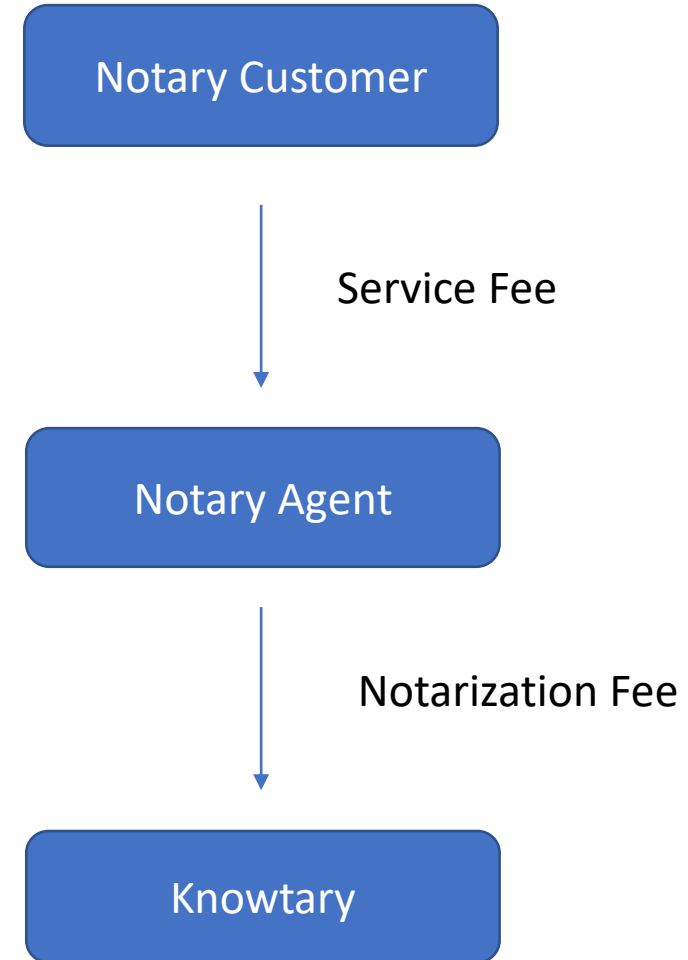 Notary Customer
Service Fee
Notary Agent
Notarization Fee
Knowtary